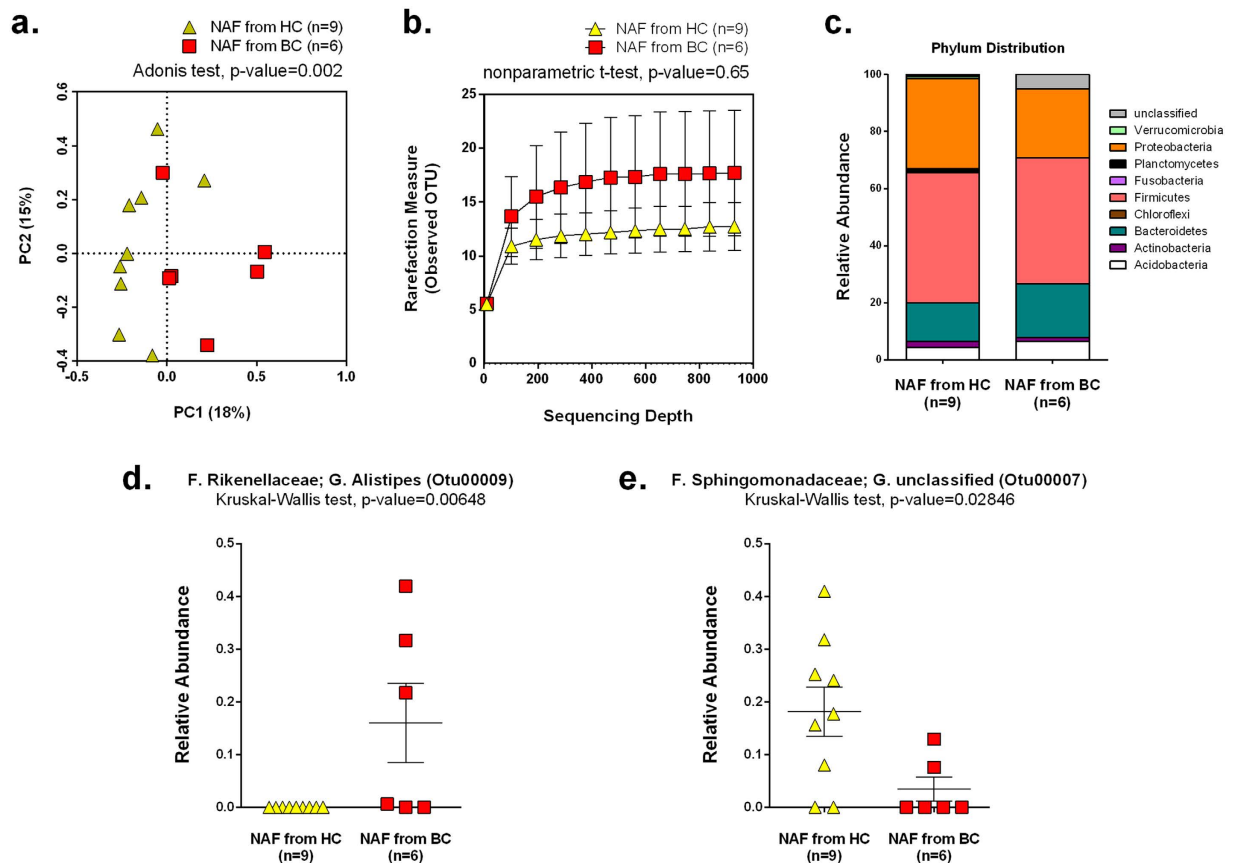 a.
NAF from HC (n=9)
NAF from BC (n=6)
Adonis test, p-value=0.002
0.6
0.4
0.2
0.0
-0.2
-0.4
PC2 (15%)
-0.5
0.0
0.5
1.0
PC1 (18%)
b.
NAF from HC (n=9)
NAF from BC (n=6)
nonparametric t-test, p-value=0.65
25
20
15
10
5
0
Rarefaction Measure
(Observed OTU)
0
200
400
600
800
1000
Sequencing Depth
c.
Phylum Distribution
100
80
60
40
20
0
Relative Abundance
NAF from HC
(n=9)
NAF from BC
(n=6)
unclassified
Verrucomicrobia
Proteobacteria
Planctomycetes
Fusobacteria
Firmicutes
Chloroflexi
Bacteroidetes
Actinobacteria
Acidobacteria
d.
F. Rikenellaceae; G. Alistipes (Otu00009)
Kruskal-Wallis test, p-value=0.00648
0.5
0.4
0.3
0.2
0.1
0.0
Relative Abundance
NAF from HC
(n=9)
NAF from BC
(n=6)
e.
F. Sphingomonadaceae; G. unclassified (Otu00007)
Kruskal-Wallis test, p-value=0.02846
0.5
0.4
0.3
0.2
0.1
0.0
Relative Abundance
NAF from HC
(n=9)
NAF from BC
(n=6)